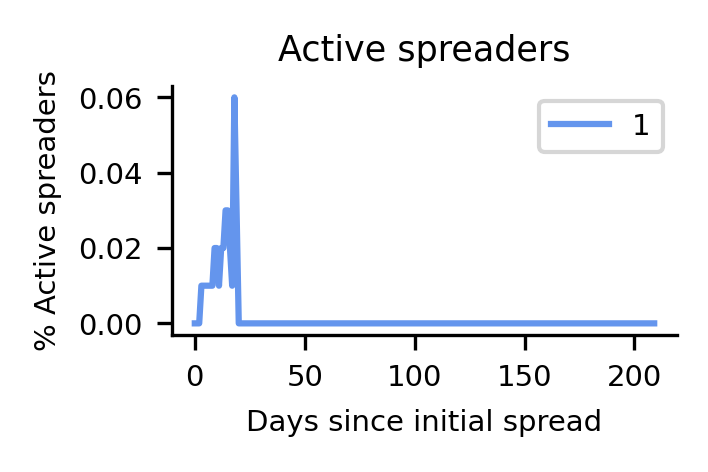 Active spreaders
% Active spreaders
0.06
0.04
0.02
0.00
1
0 50 100 150 200
Days since initial spread